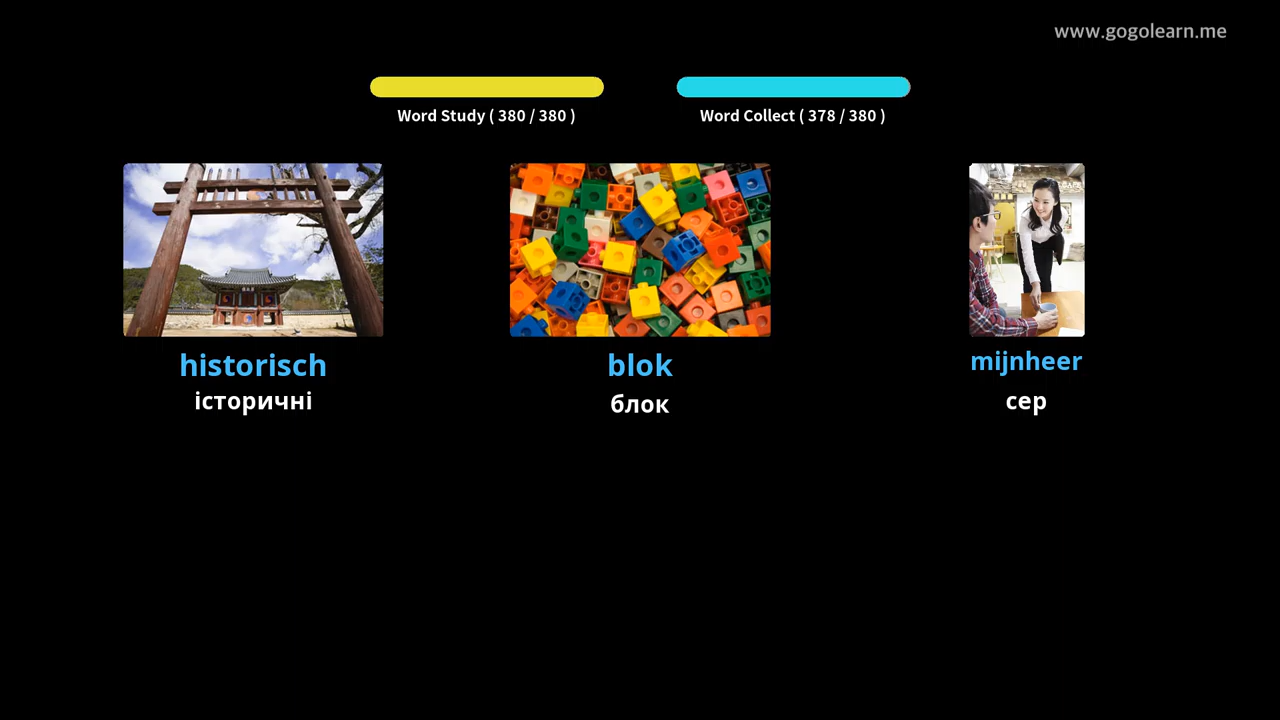 www.gogolearn.me
Word Study ( 380 / 380 )
Word Collect ( 378 / 380 )
historisch
історичні
blok
блок
mijnheer
сер